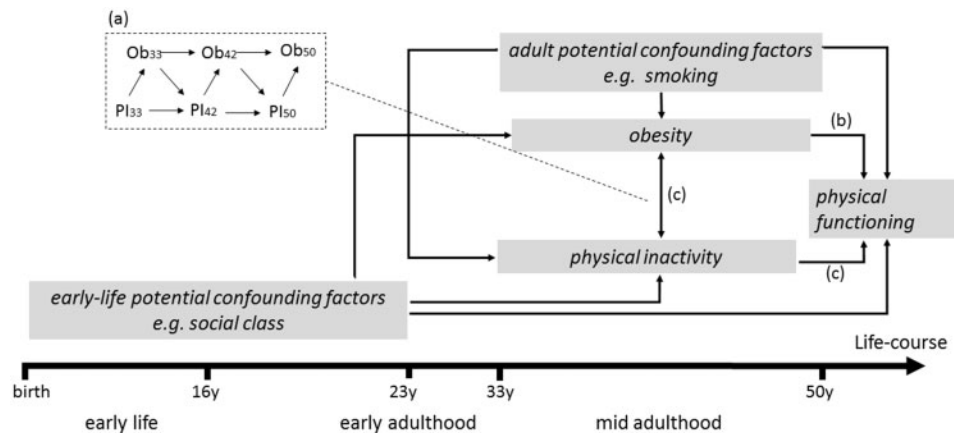 (a)
Ob33 Ob42 Ob50
PI33 PI42 PI50
adult potential confounding factors
e.g. smoking
obesity
(b)
(c)
physical
functioning
physical inactivity
(c)
early-life potential confounding factors
e.g. social class
Life-course
birth 16y 23y 33y 50y
early life early adulthood mid adulthood